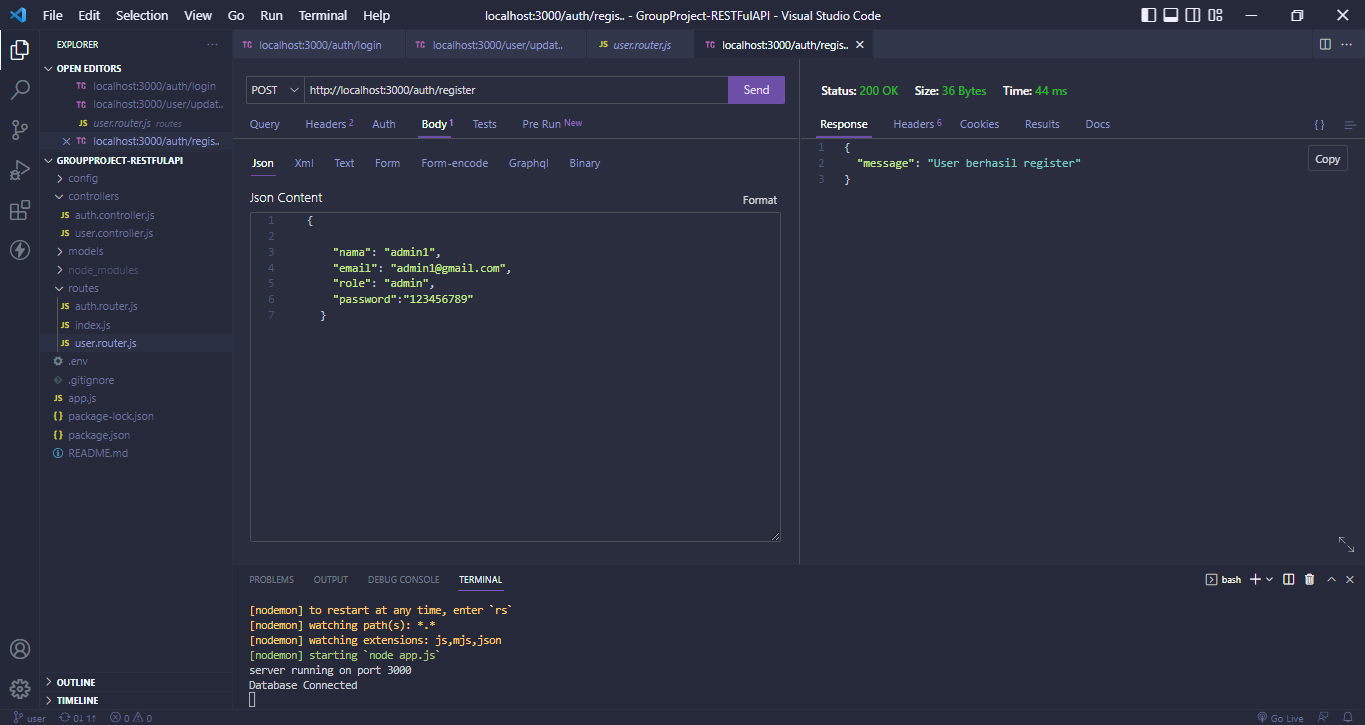 File Edit Selection View Go Run Terminal Help localhost:3000/auth/regis.. - GroupProject-RESTFulAPI - Visual Studio Code
EXPLORER
OPEN EDITORS
TC localhost:3000/auth/login
TC localhost:3000/user/updat..
JS user.router.js routes
TC localhost:3000/auth/regis..
GROUPPROJECT-RESTFULAPI
config
controllers
JS auth.controller.js
JS user.controller.js
models
node_modules
routes
JS auth.router.js
JS index.js
JS user.router.js
.env
.gitignore
JS app.js
{} package-lock.json
{} package.json
README.md
OUTLINE
TIMELINE
TC localhost:3000/auth/login TC localhost:3000/user/updat.. JS user.router.js TC localhost:3000/auth/regis..
POST http://localhost:3000/auth/register Send
Query Headers 2 Auth Body 1 Tests Pre Run New
Json Xml Text Form Form-encode Graphql Binary
Json Content Format
1 {
2
3 "nama": "admin1",
4 "email": "admin1@gmail.com",
5 "role": "admin",
6 "password":"123456789"
7 }
Status: 200 OK Size: 36 Bytes Time: 44 ms
Response Headers 6 Cookies Results Docs { }
1 {
2 "message": "User berhasil register"
3 }
Copy
PROBLEMS OUTPUT DEBUG CONSOLE TERMINAL bash
[nodemon] to restart at any time, enter `rs`
[nodemon] watching path(s): *.*
[nodemon] watching extensions: js,mjs,json
[nodemon] starting `node app.js`
server running on port 3000
Database Connected
user 0↓ 1↑ 0 0 Go Live